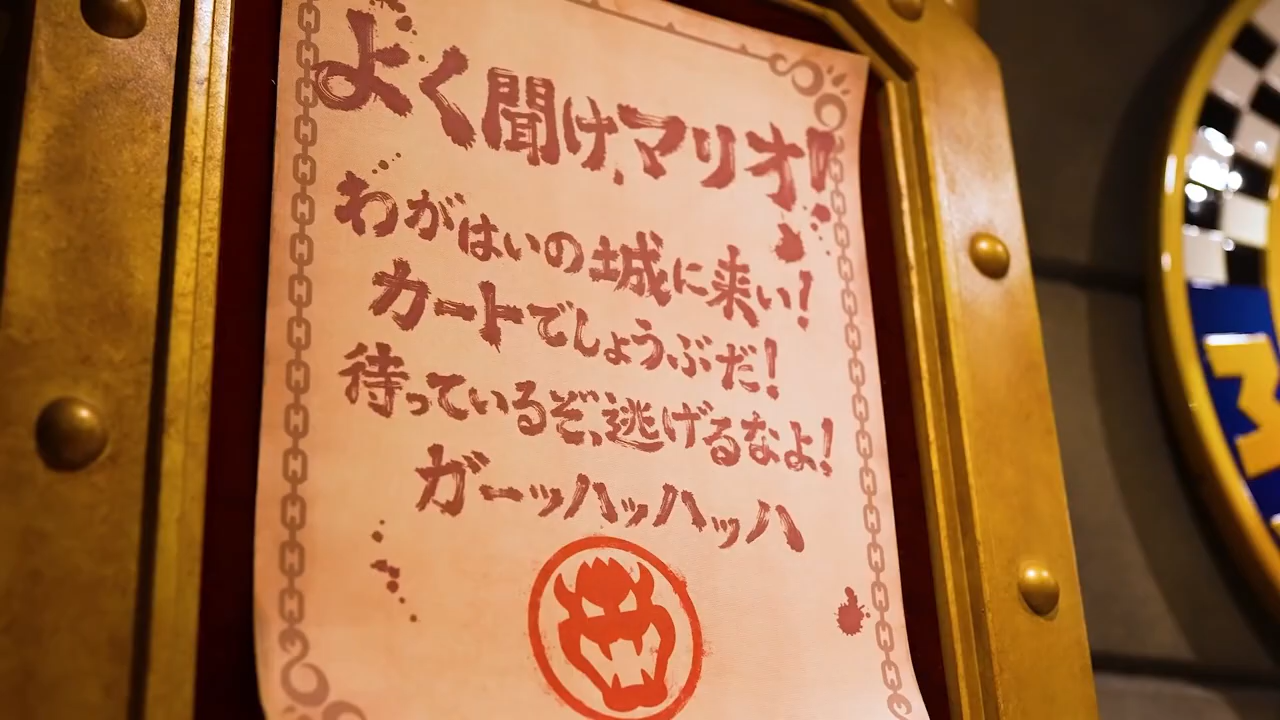 よく聞け、マリオ!
わがはいの城に来い!
カートでしょうぶだ!
待っているぞ、逃げるなよ!
ガーッハッハッハ
M